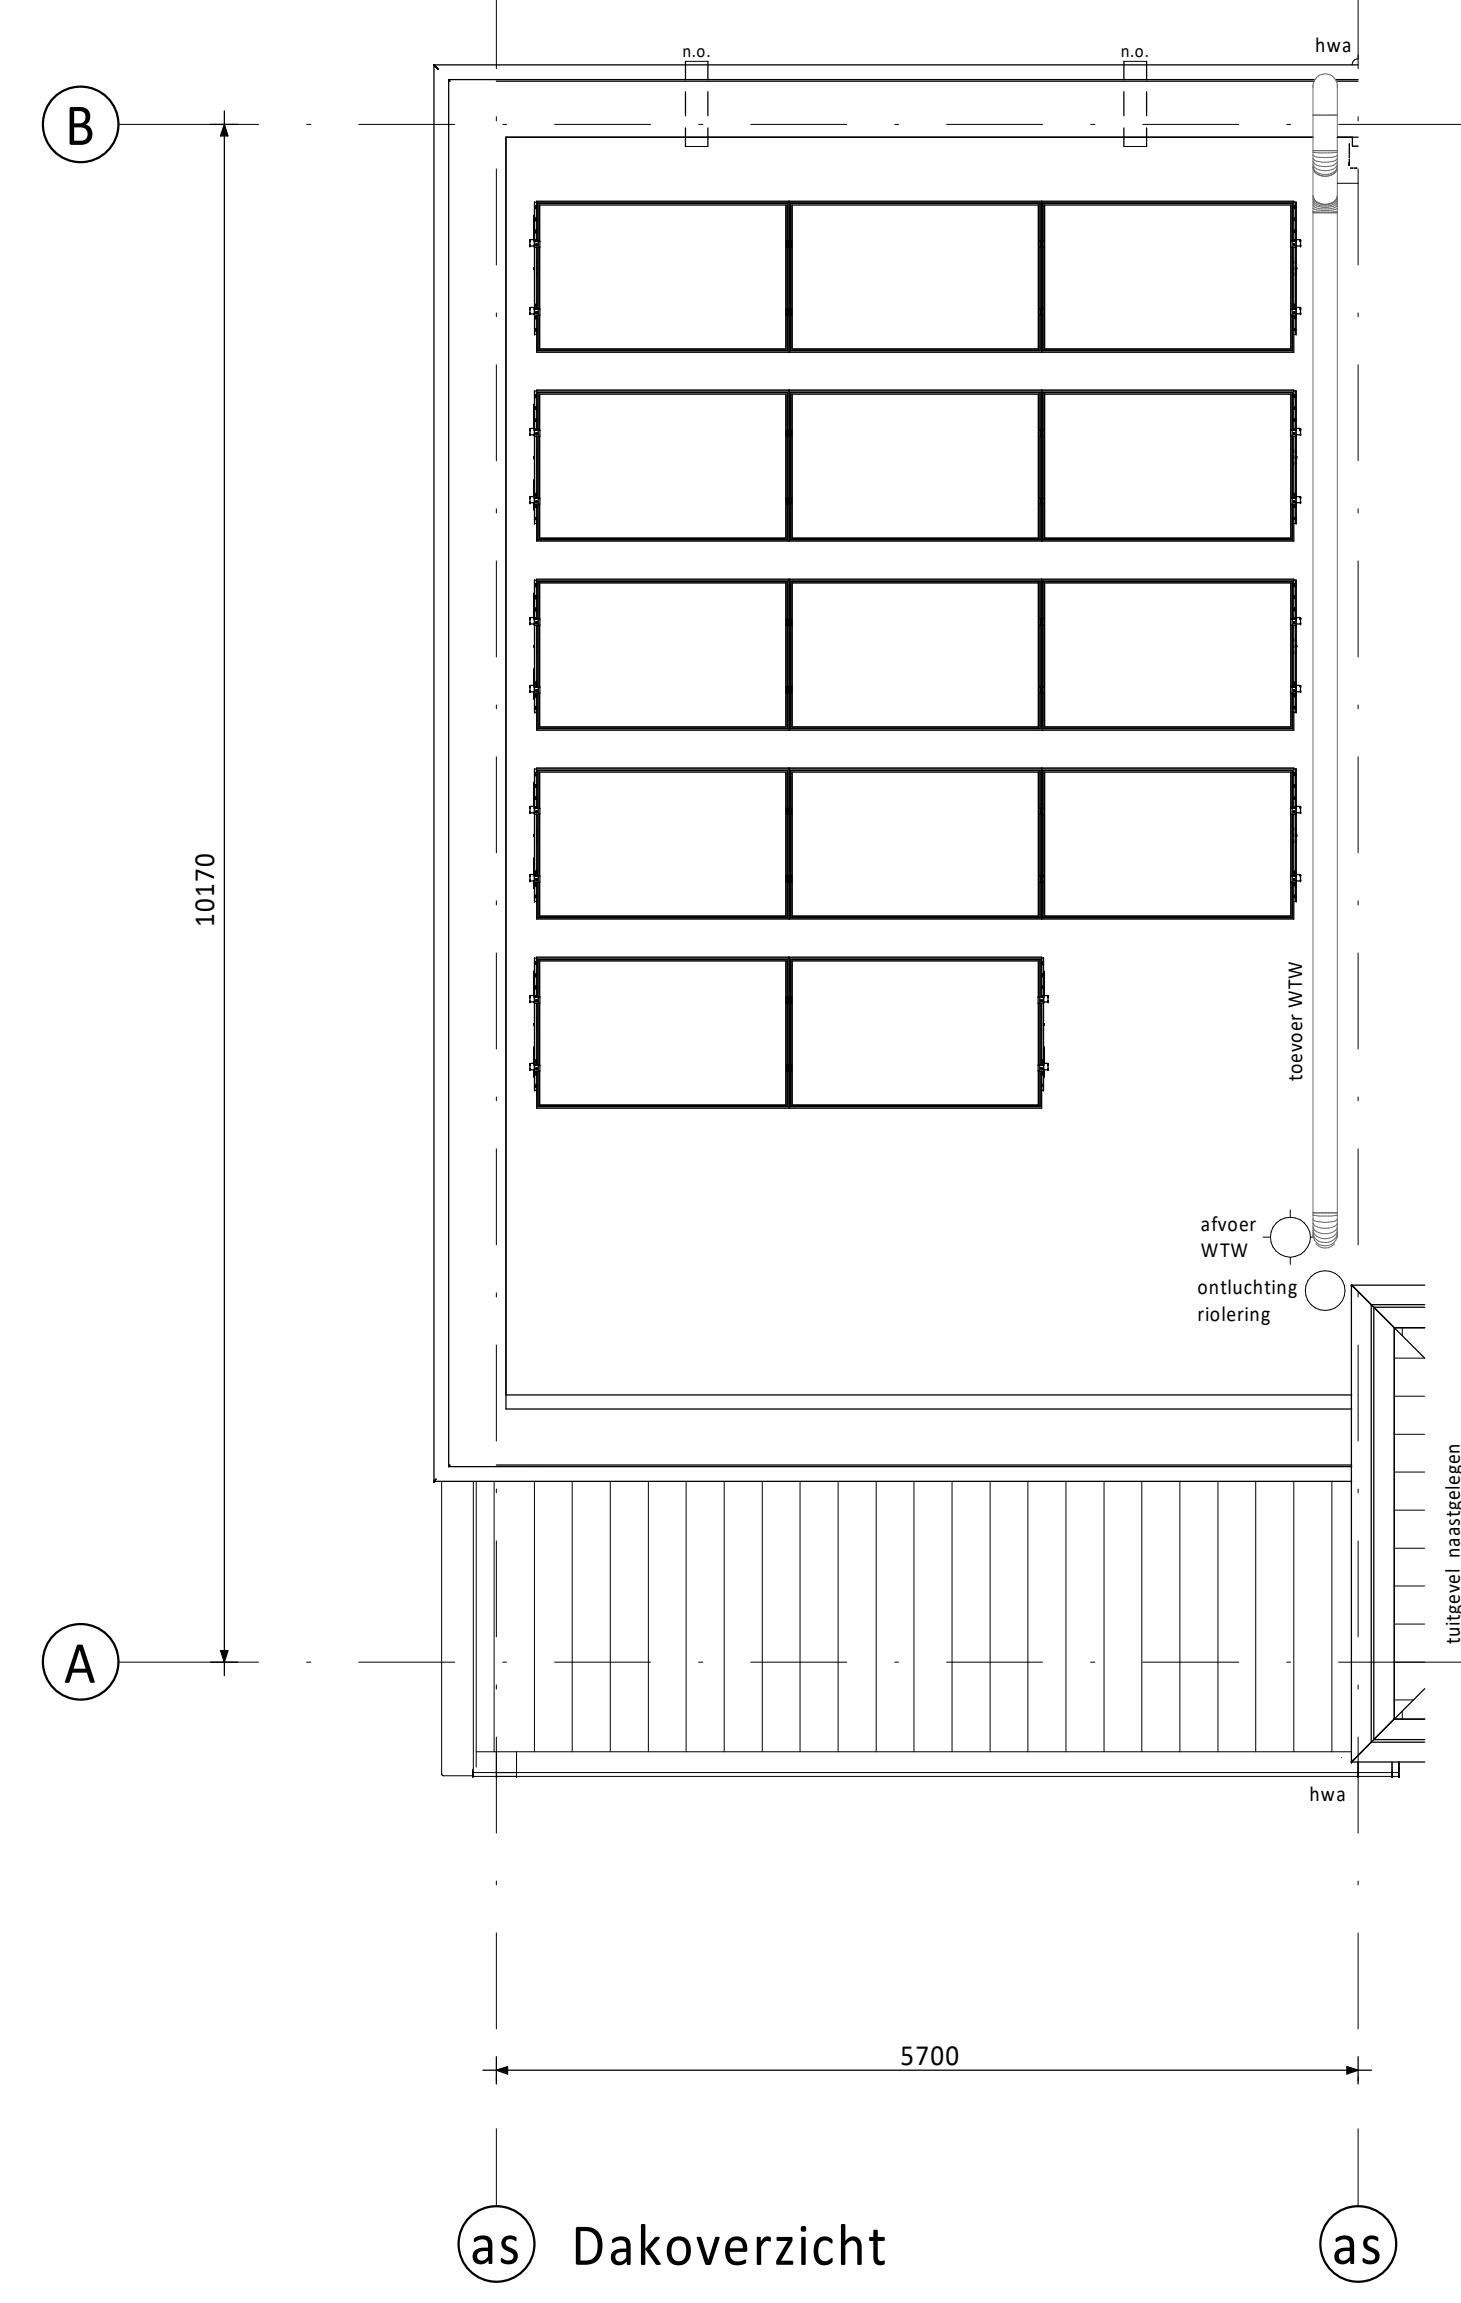 n.o.
n.o.
hwa
B
10170
toevoer WTW
afvoer
WTW
ontluchting
riolering
tuitgevel naastgelegen
A
hwa
5700
as
Dakoverzicht
as